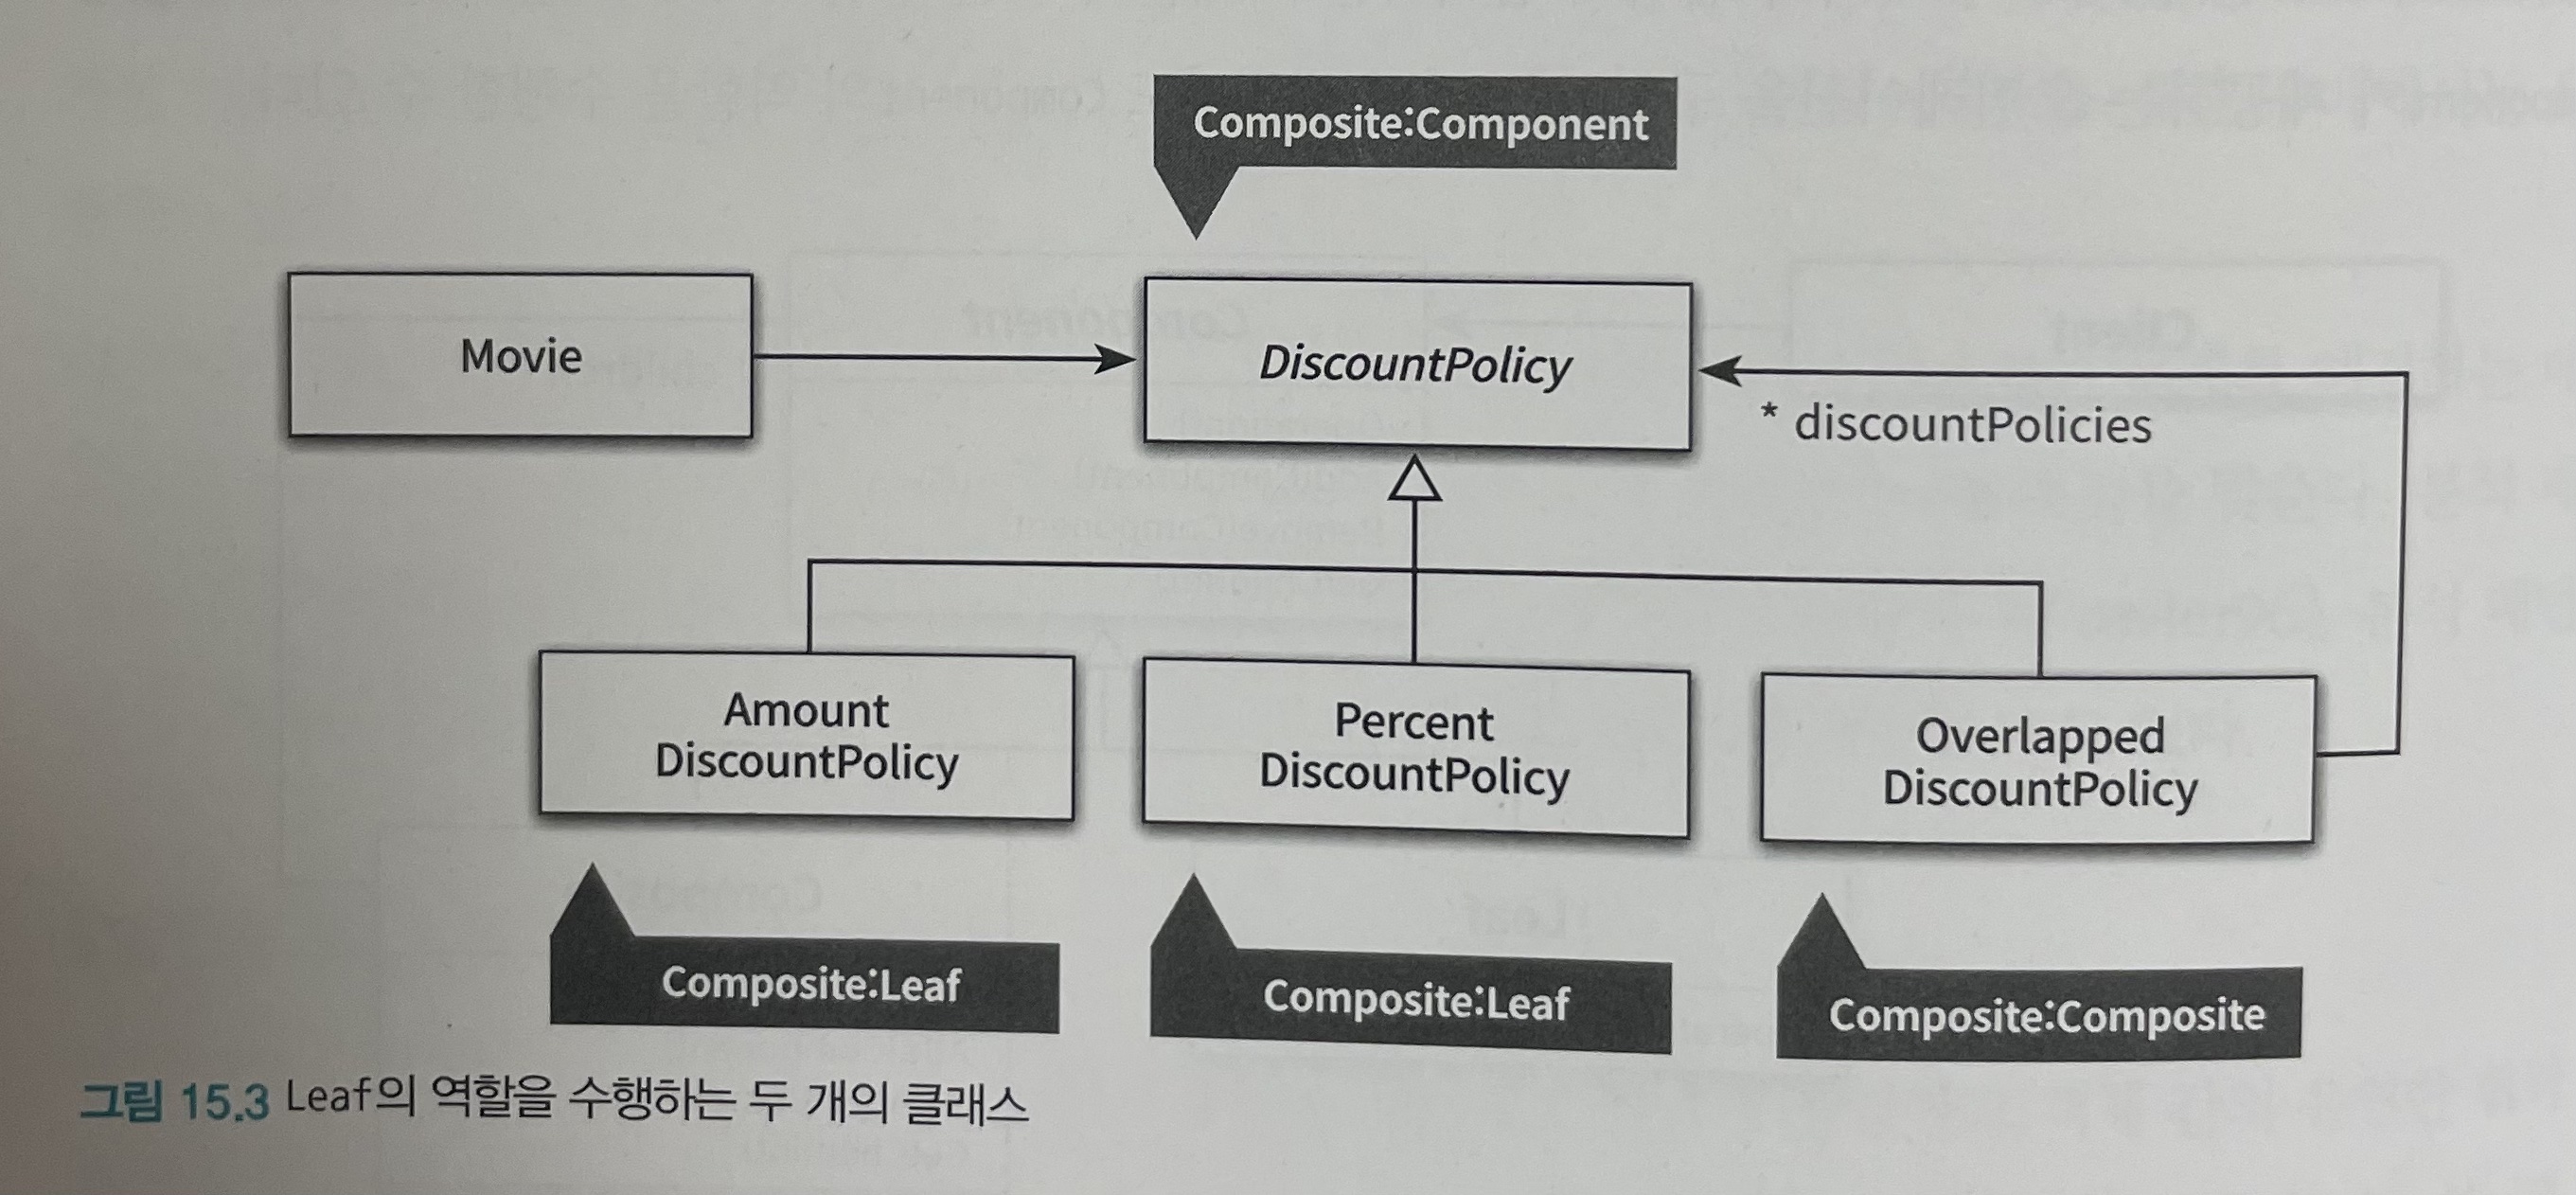 Composite:Component
Movie
DiscountPolicy
* discountPolicies
Amount
DiscountPolicy
Percent
DiscountPolicy
Overlapped
DiscountPolicy
Composite:Leaf
Composite:Leaf
Composite:Composite
그림 15.3 Leaf의 역할을 수행하는 두 개의 클래스